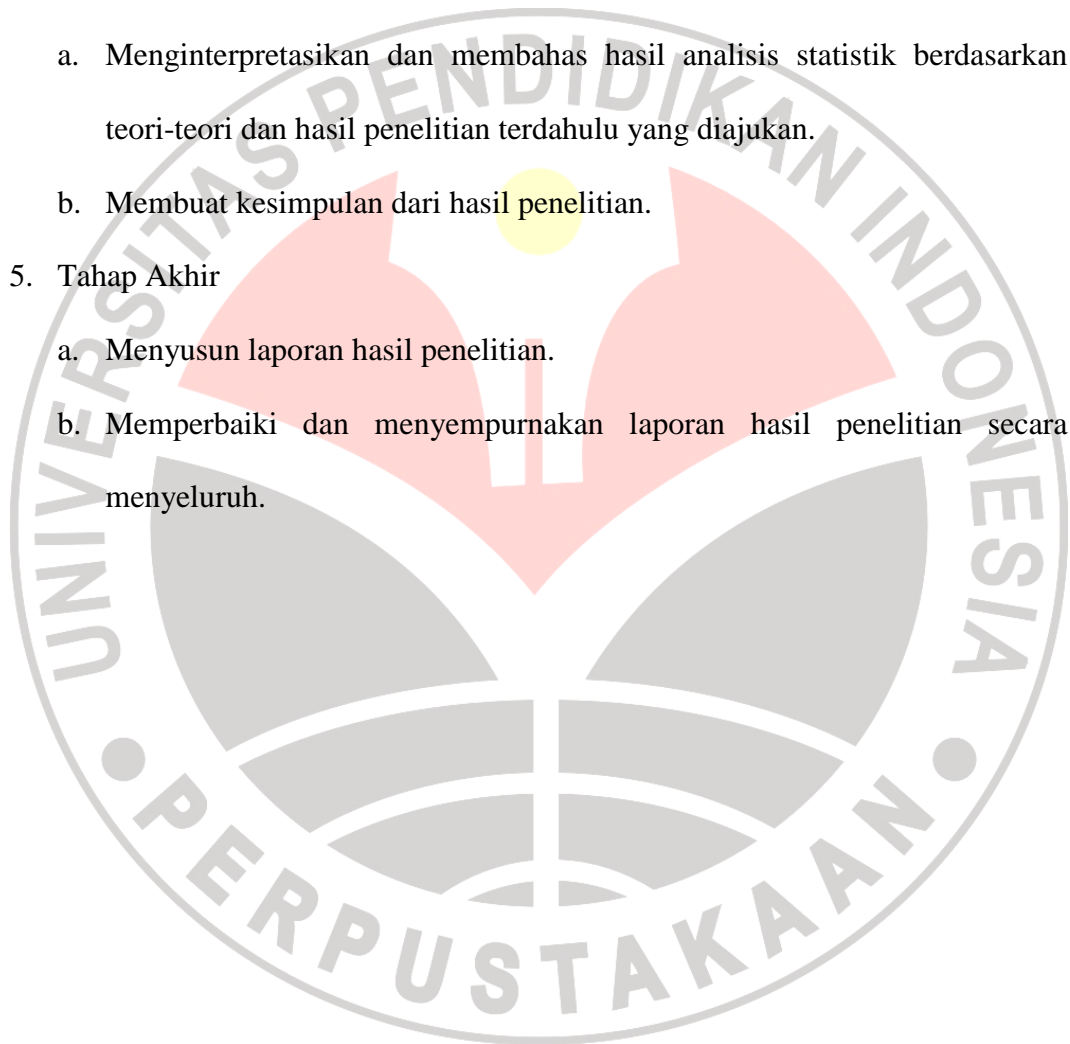 a. Menginterpretasikan dan membahas hasil analisis statistik berdasarkan
teori-teori dan hasil penelitian terdahulu yang diajukan.
b. Membuat kesimpulan dari hasil penelitian.
5. Tahap Akhir
a. Menyusun laporan hasil penelitian.
b. Memperbaiki dan menyempurnakan laporan hasil penelitian secara
menyeluruh.
UNIVERSITAS PENDIDIKAN INDONESIA
PERPUSTAKAAN